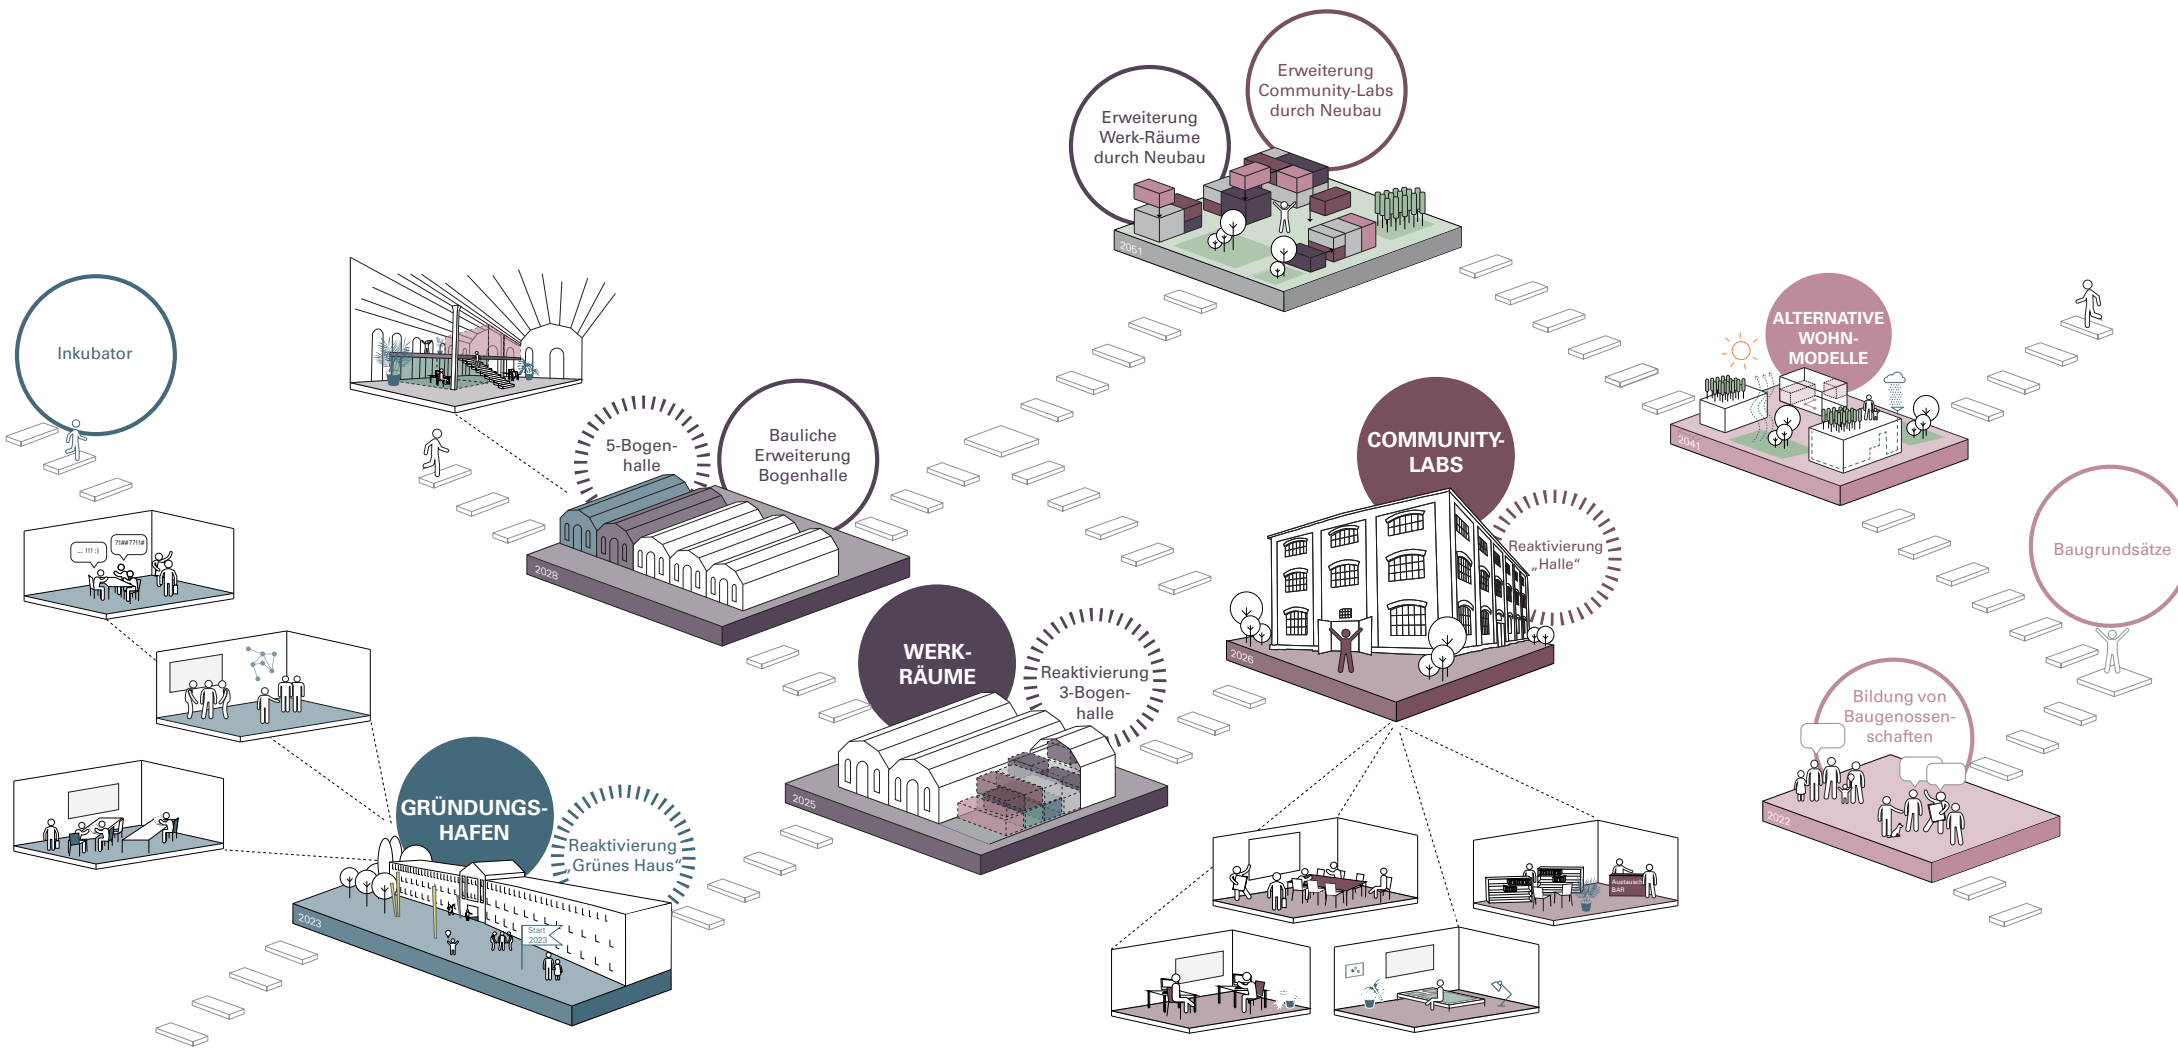 Erweiterung
Community-Labs
durch Neubau
Erweiterung
Werk-Räume
durch Neubau
2051
Inkubator
ALTERNATIVE
WOHN-
MODELLE
2041
5-Bogen-
halle
Bauliche
Erweiterung
Bogenhalle
2028
COMMUNITY-
LABS
Reaktivierung
„Halle“
2026
Baugrundsätze
... !!! :)
?!##??!!#
WERK-
RÄUME
Reaktivierung
3-Bogen-
halle
2025
Bildung von
Baugenossen-
schaften
2022
GRÜNDUNGS-
HAFEN
Reaktivierung
„Grünes Haus“
2023
Start
2023
Austausch
BAR